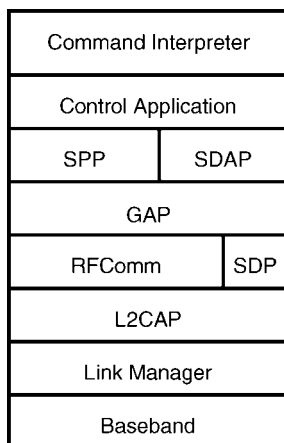 Command Interpreter
Control Application
SPP SDAP
GAP
RFComm SDP
L2CAP
Link Manager
Baseband